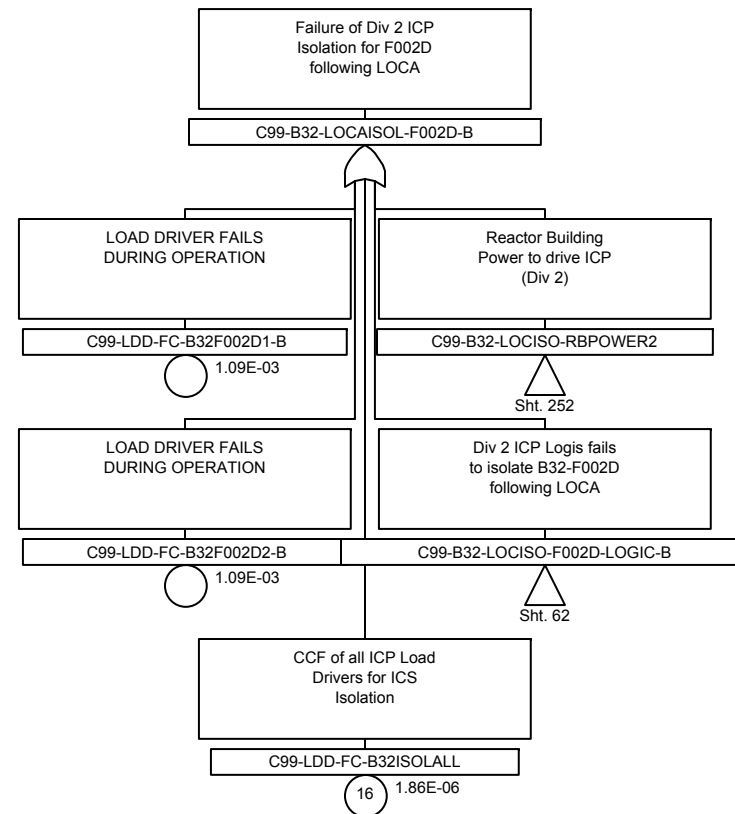 Failure of Div 2 ICP
Isolation for F002D
following LOCA
C99-B32-LOCAISOL-F002D-B
LOAD DRIVER FAILS
DURING OPERATION
C99-LDD-FC-B32F002D1-B
1.09E-03
Reactor Building
Power to drive ICP
(Div 2)
C99-B32-LOCISO-RBPOWER2
Sht. 252
LOAD DRIVER FAILS
DURING OPERATION
C99-LDD-FC-B32F002D2-B
1.09E-03
Div 2 ICP Logis fails
to isolate B32-F002D
following LOCA
C99-B32-LOCISO-F002D-LOGIC-B
Sht. 62
CCF of all ICP Load
Drivers for ICS
Isolation
C99-LDD-FC-B32ISOLALL
16
1.86E-06